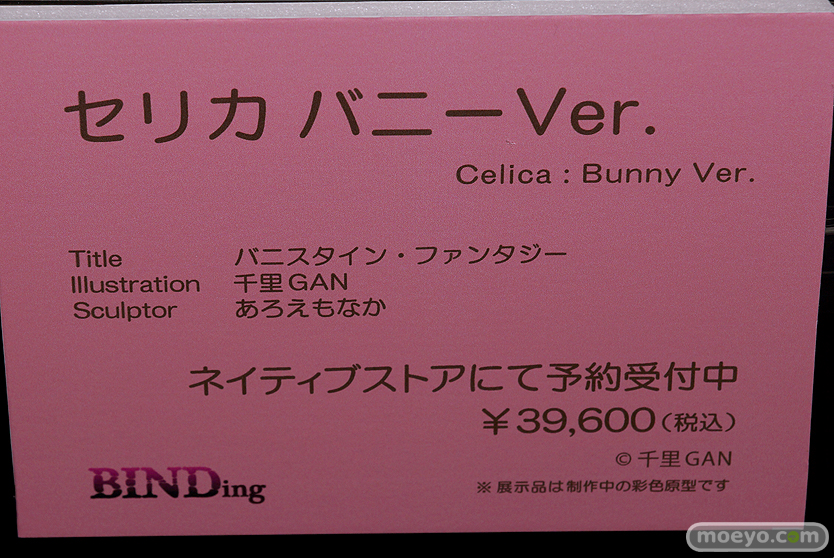 セリカ バニーVer.
Celica : Bunny Ver.
Title バニスタイン・ファンタジー
Illustration 千里GAN
Sculptor あろえもなか
ネイティブストアにて予約受付中
￥39,600(税込)
© 千里GAN
BINDing
※展示品は制作中の彩色原型です
moeyo.com